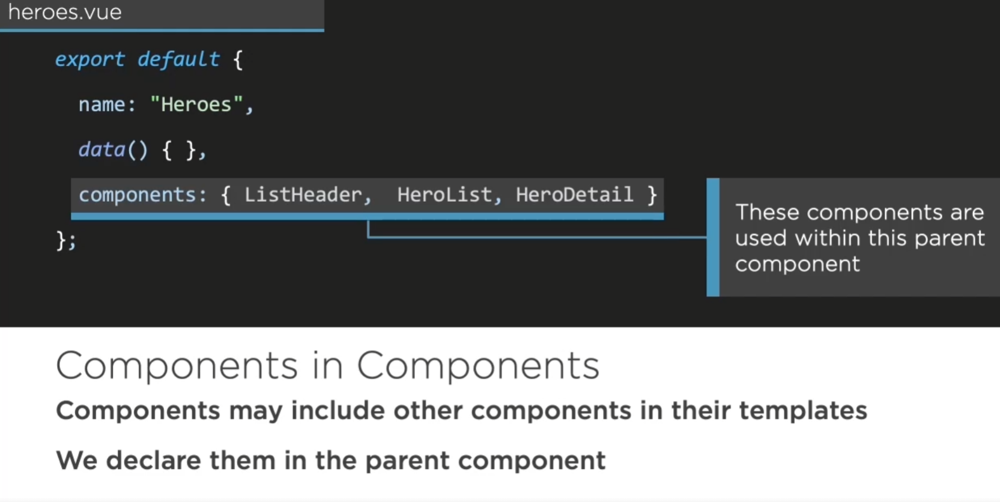 heroes.vue
export default {
name: "Heroes",
data() { },
components: { ListHeader,  HeroList, HeroDetail }
};
These components are
used within this parent
component
Components in Components
Components may include other components in their templates
We declare them in the parent component